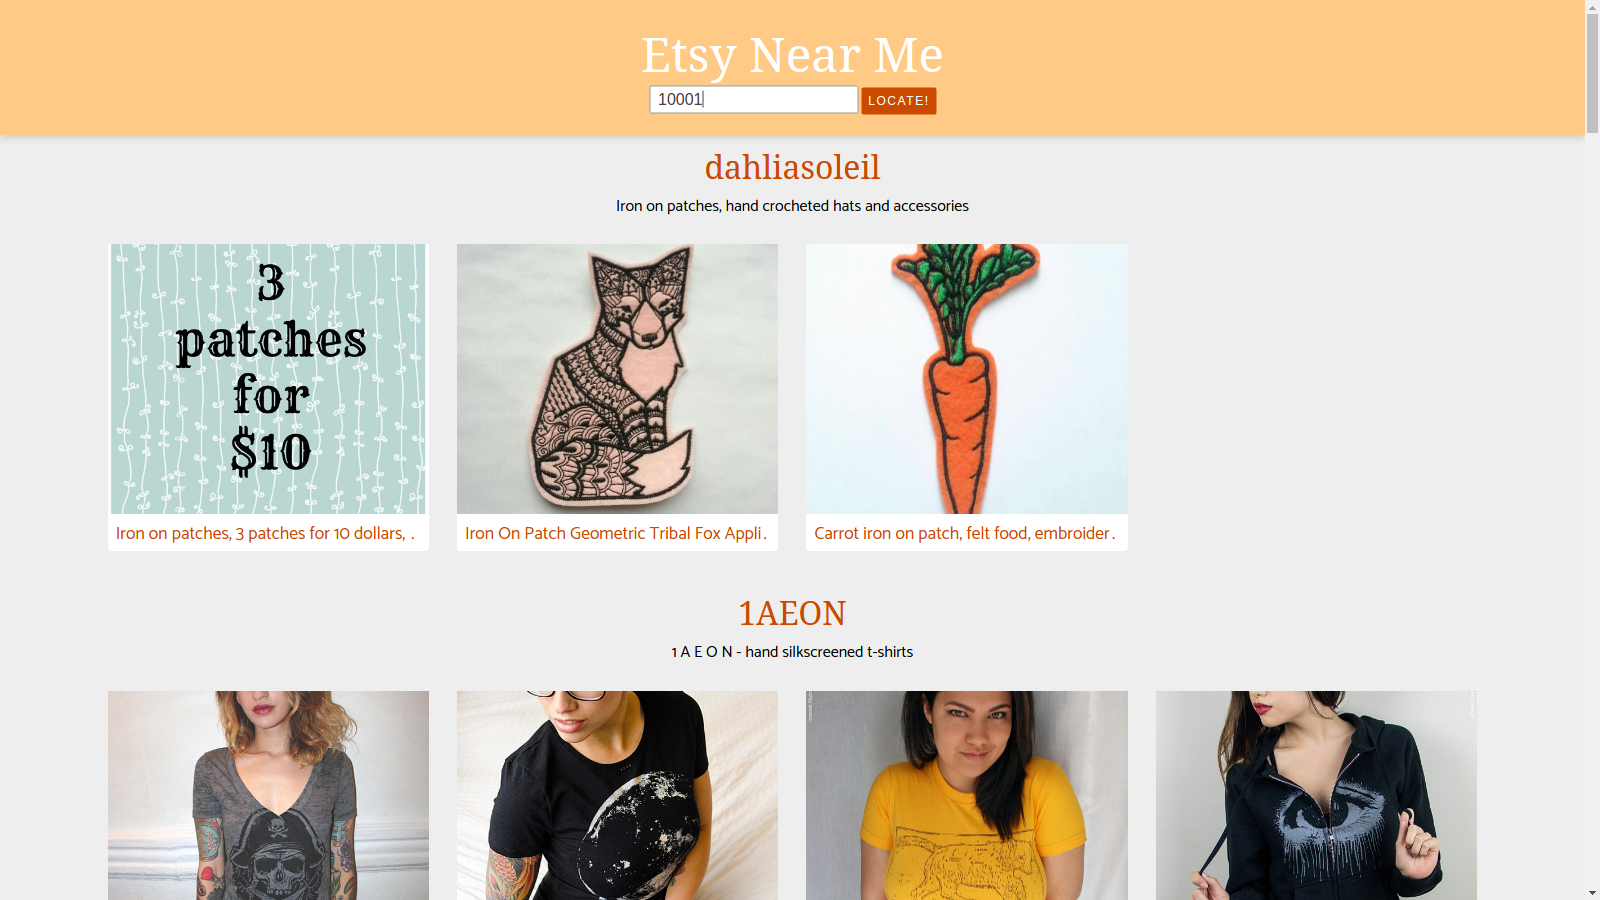 Etsy Near Me
10001
LOCATE!
dahliasoleil
Iron on patches, hand crocheted hats and accessories
3
patches
for
$10
Iron on patches, 3 patches for 10 dollars, .
Iron On Patch Geometric Tribal Fox Appli.
Carrot iron on patch, felt food, embroider.
1AEON
1 A E O N - hand silkscreened t-shirts